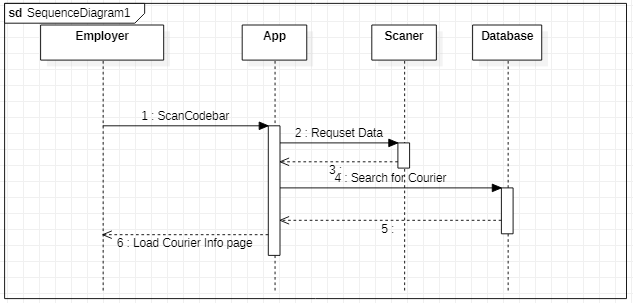 sd SequenceDiagram1
Employer
App
Scaner
Database
1 : ScanCodebar
2 : Requset Data
3 :
4 : Search for Courier
5 :
6 : Load Courier Info page